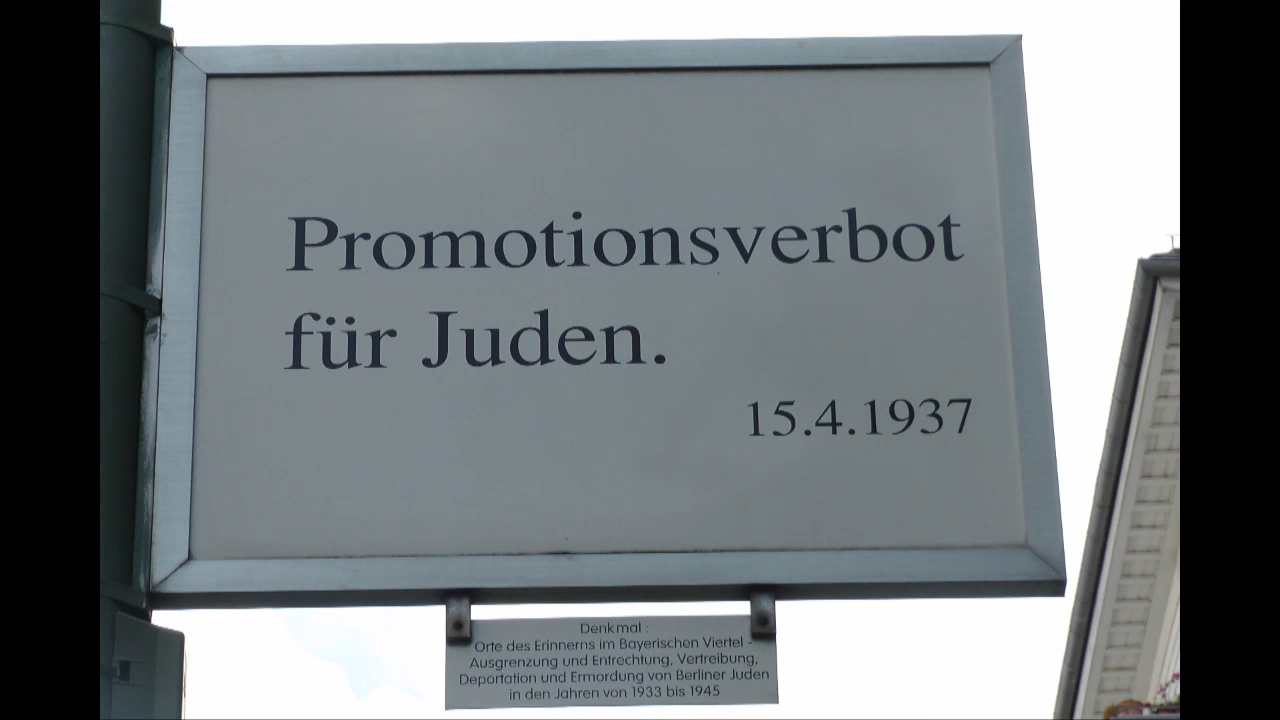 Promotionsverbot
für Juden.
15.4.1937
Denkmal :
Orte des Erinnerns im Bayerischen Viertel -
Ausgrenzung und Entrechtung, Vertreibung,
Deportation und Ermordung von Berliner Juden
in den Jahren von 1933 bis 1945